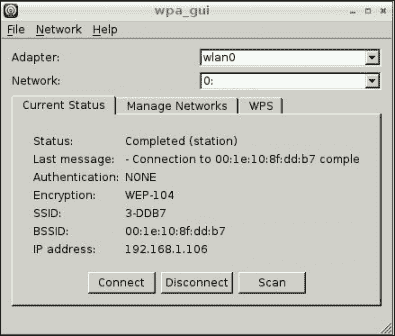 wpa_gui
File Network Help
Adapter: wlan0
Network: 0:
Current Status Manage Networks WPS
Status: Completed (station)
Last message: - Connection to 00:1e:10:8f:dd:b7 comple
Authentication: NONE
Encryption: WEP-104
SSID: 3-DDB7
BSSID: 00:1e:10:8f:dd:b7
IP address: 192.168.1.106
Connect Disconnect Scan